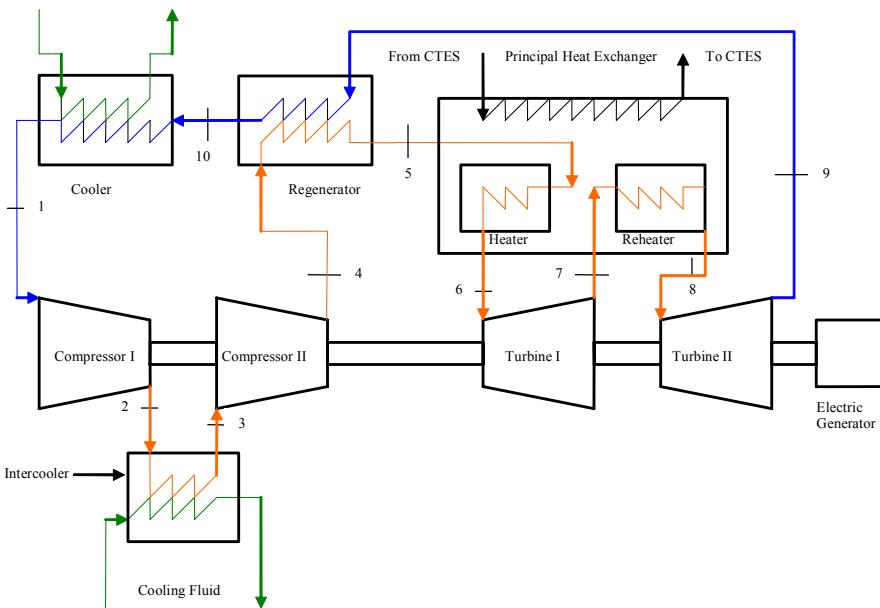 From CTES
Principal Heat Exchanger
To CTES
10
5
9
Cooler
Regenerator
1
Heater
Reheater
4
6
7
8
Compressor I
Compressor II
Turbine I
Turbine II
2
3
Electric
Generator
Intercooler
Cooling Fluid